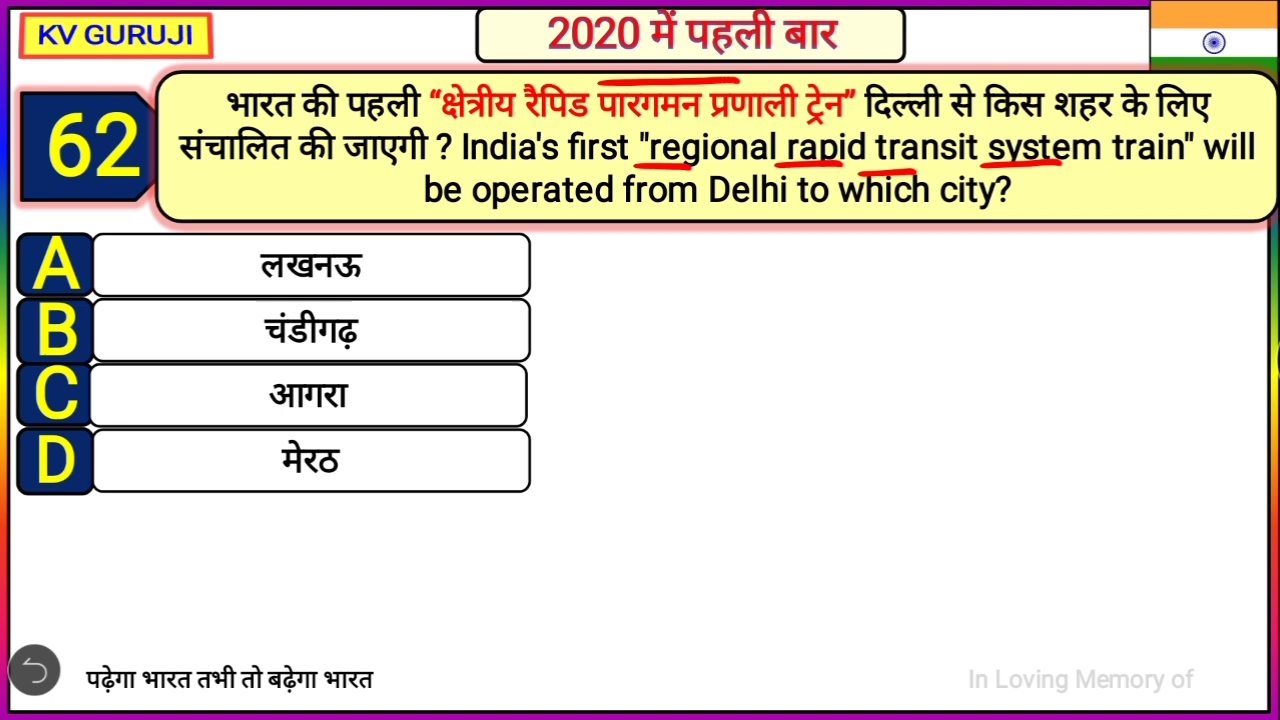 KV GURUJI
2020 में पहली बार
62
भारत की पहली “क्षेत्रीय रैपिड पारगमन प्रणाली ट्रेन” दिल्ली से किस शहर के लिए
संचालित की जाएगी ? India's first "regional rapid transit system train" will
be operated from Delhi to which city?
A लखनऊ
B चंडीगढ़
C आगरा
D मेरठ
पढ़ेगा भारत तभी तो बढ़ेगा भारत
In Loving Memory of